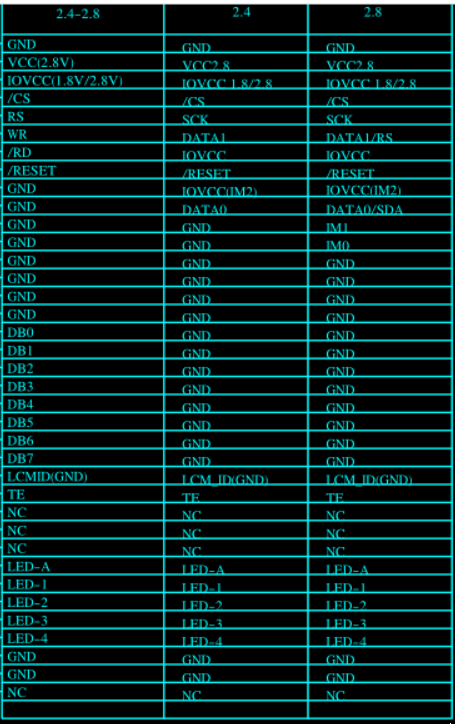 2.4-2.8 2.4 2.8
GND GND GND
VCC(2.8V) VCC2.8 VCC2.8
IOVCC(1.8V/2.8V) IOVCC 1.8/2.8 IOVCC 1.8/2.8
/CS /CS /CS
RS SCK SCK
WR DATA1 DATA1/RS
/RD IOVCC IOVCC
/RESET /RESET /RESET
GND IOVCC(IM2) IOVCC(IM2)
GND DATA0 DATA0/SDA
GND GND IM1
GND GND IM0
GND GND GND
GND GND GND
GND GND GND
GND GND GND
DB0 GND GND
DB1 GND GND
DB2 GND GND
DB3 GND GND
DB4 GND GND
DB5 GND GND
DB6 GND GND
DB7 GND GND
LCMID(GND) LCM_ID(GND) LCM_ID(GND)
TE TE TE
NC NC NC
NC NC NC
NC NC NC
LED-A LED-A LED-A
LED-1 LED-1 LED-1
LED-2 LED-2 LED-2
LED-3 LED-3 LED-3
LED-4 LED-4 LED-4
GND GND GND
GND GND GND
NC NC NC